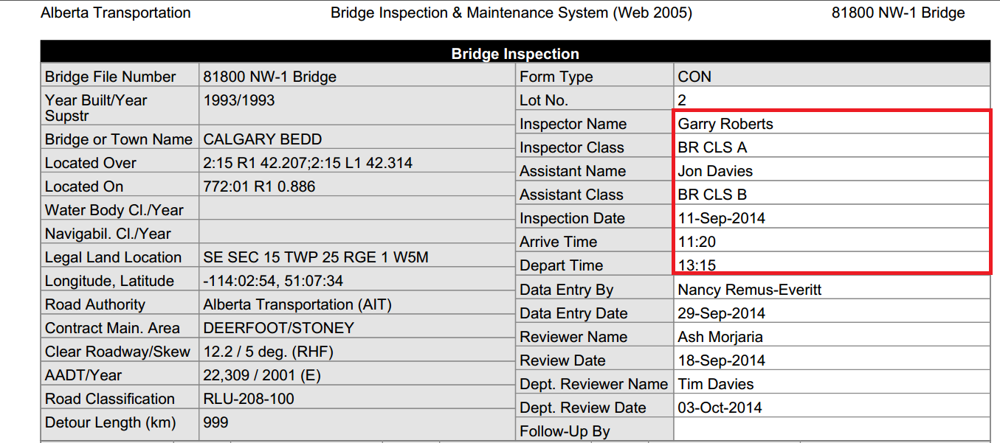 Alberta Transportation Bridge Inspection & Maintenance System (Web 2005) 81800 NW-1 Bridge
Bridge Inspection
Bridge File Number 81800 NW-1 Bridge
Year Built/Year
Supstr 1993/1993
Bridge or Town Name CALGARY BEDD
Located Over 2:15 R1 42.207;2:15 L1 42.314
Located On 772:01 R1 0.886
Water Body Cl./Year
Navigabil. Cl./Year
Legal Land Location SE SEC 15 TWP 25 RGE 1 W5M
Longitude, Latitude -114:02:54, 51:07:34
Road Authority Alberta Transportation (AIT)
Contract Main. Area DEERFOOT/STONEY
Clear Roadway/Skew 12.2 / 5 deg. (RHF)
AADT/Year 22,309 / 2001 (E)
Road Classification RLU-208-100
Detour Length (km) 999
Form Type CON
Lot No. 2
Inspector Name Garry Roberts
Inspector Class BR CLS A
Assistant Name Jon Davies
Assistant Class BR CLS B
Inspection Date 11-Sep-2014
Arrive Time 11:20
Depart Time 13:15
Data Entry By Nancy Remus-Everitt
Data Entry Date 29-Sep-2014
Reviewer Name Ash Morjaria
Review Date 18-Sep-2014
Dept. Reviewer Name Tim Davies
Dept. Review Date 03-Oct-2014
Follow-Up By